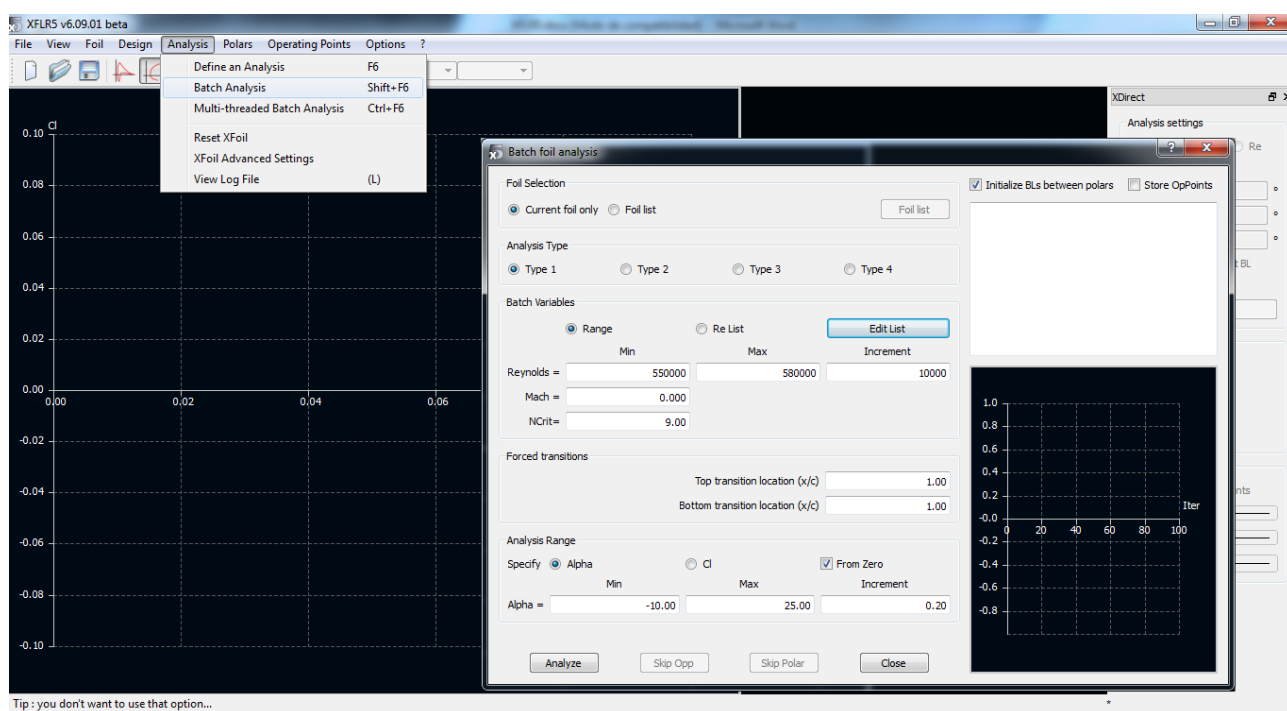 XFLR5 v6.09.01 beta
File View Foil Design Analysis Polars Operating Points Options ?
Define an Analysis F6
Batch Analysis Shift+F6
Multi-threaded Batch Analysis Ctrl+F6
Reset XFoil
XFoil Advanced Settings
View Log File (L)
Cl
0.10
0.08
0.06
0.04
0.02
0.00
0.00 0.02 0.04 0.06
-0.02
-0.04
-0.06
-0.08
-0.10
XDirect
Analysis settings
Re
°
°
°
t BL
nts
Batch foil analysis
Foil Selection
Current foil only Foil list Foil list
Analysis Type
Type 1 Type 2 Type 3 Type 4
Batch Variables
Range Re List Edit List
Min Max Increment
Reynolds = 550000 580000 10000
Mach = 0.000
NCrit= 9.00
Forced transitions
Top transition location (x/c) 1.00
Bottom transition location (x/c) 1.00
Analysis Range
Specify Alpha Cl From Zero
Min Max Increment
Alpha = -10.00 25.00 0.20
Analyze Skip Opp Skip Polar Close
Initialize BLs between polars Store OpPoints
1.0
0.8
0.6
0.4
0.2
Iter
-0.0
0 20 40 60 80 100
-0.2
-0.4
-0.6
-0.8
Tip : you don't want to use that option...
*